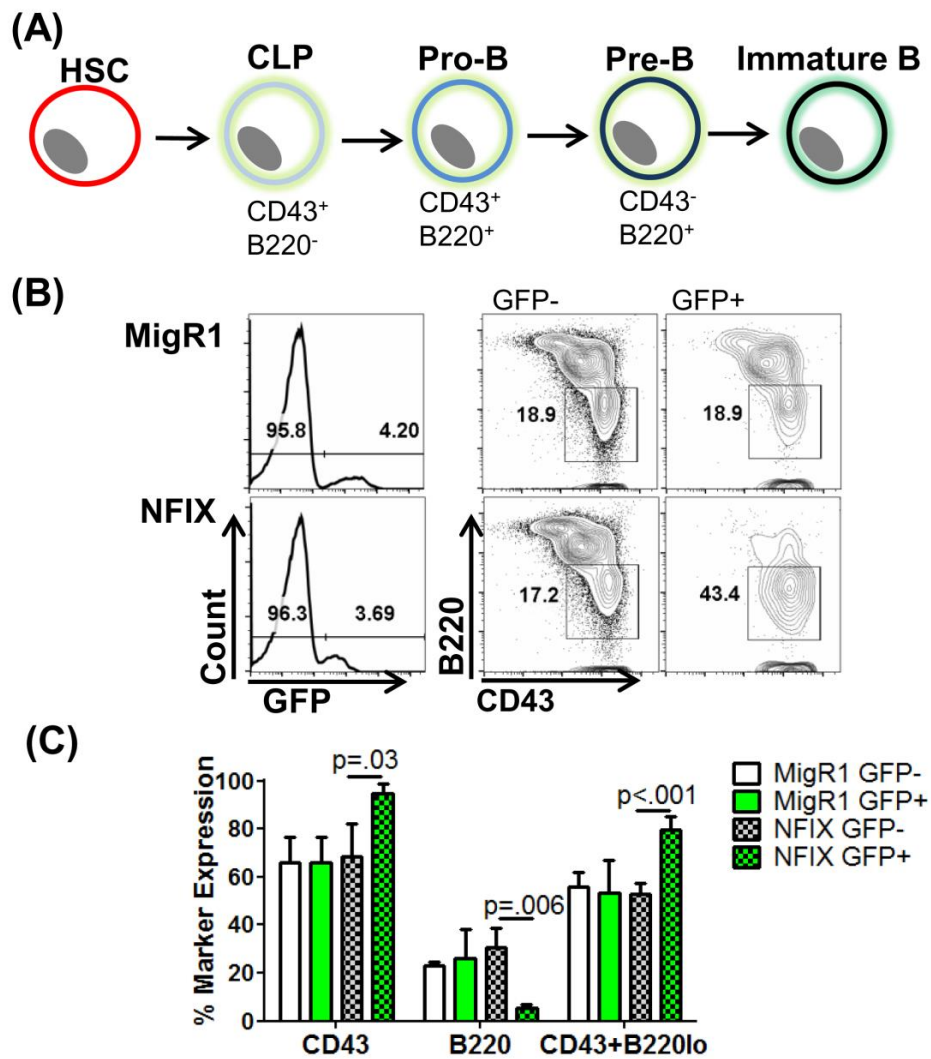 (A)
HSC
CLP
Pro-B
Pre-B
Immature B
CD43⁺
B220⁻
CD43⁺
B220⁺
CD43⁻
B220⁺
(B)
GFP-
GFP+
MigR1
95.8
4.20
18.9
18.9
NFIX
96.3
3.69
17.2
43.4
Count
GFP
B220
CD43
(C)
% Marker Expression
100
80
60
40
20
0
p=.03
p=.006
p<.001
CD43
B220
CD43+B220lo
MigR1 GFP-
MigR1 GFP+
NFIX GFP-
NFIX GFP+